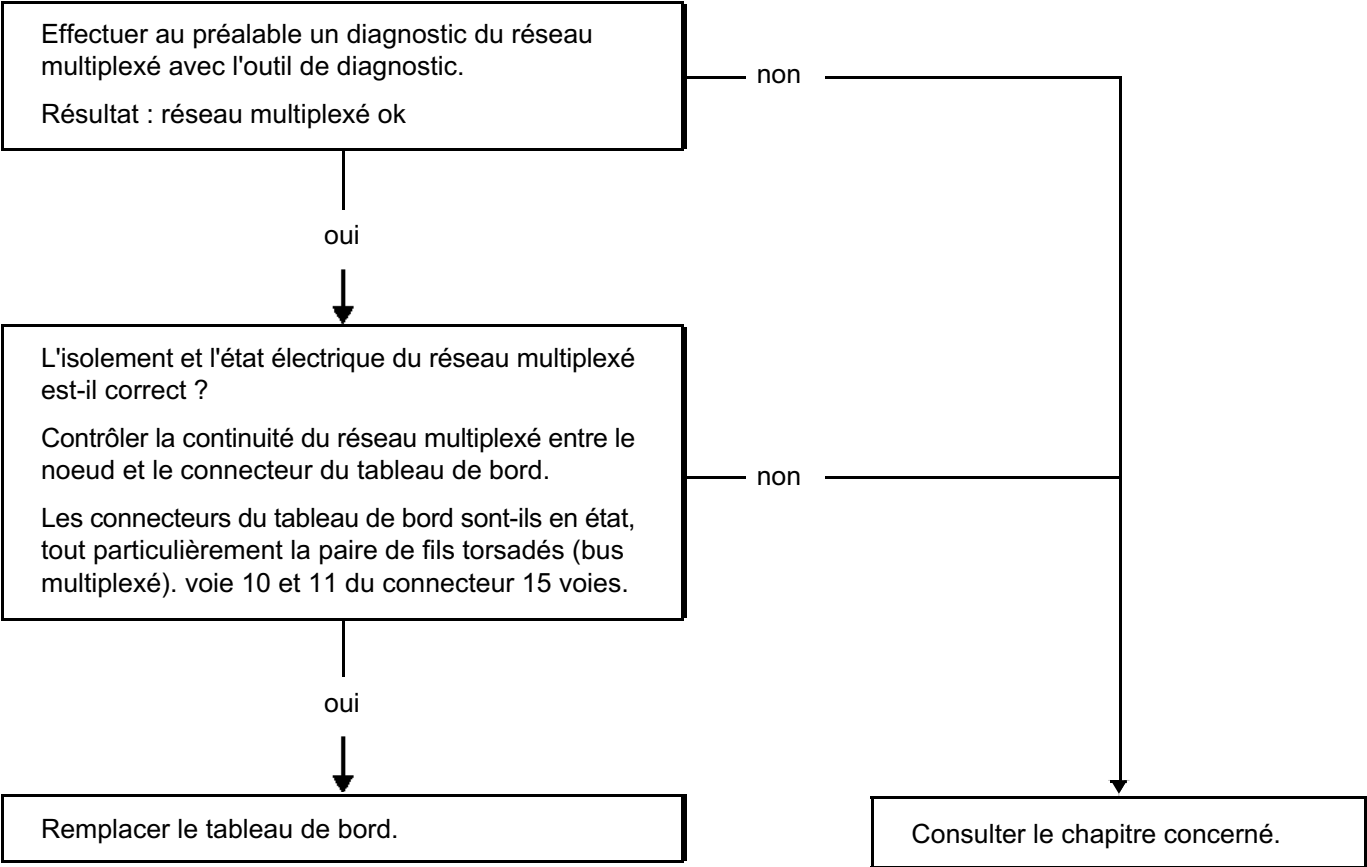 Effectuer au préalable un diagnostic du réseau
multiplexé avec l'outil de diagnostic.
Résultat : réseau multiplexé ok
non
oui
L'isolement et l'état électrique du réseau multiplexé
est-il correct ?
Contrôler la continuité du réseau multiplexé entre le
noeud et le connecteur du tableau de bord.
Les connecteurs du tableau de bord sont-ils en état,
tout particulièrement la paire de fils torsadés (bus
multiplexé). voie 10 et 11 du connecteur 15 voies.
non
oui
Remplacer le tableau de bord.
Consulter le chapitre concerné.